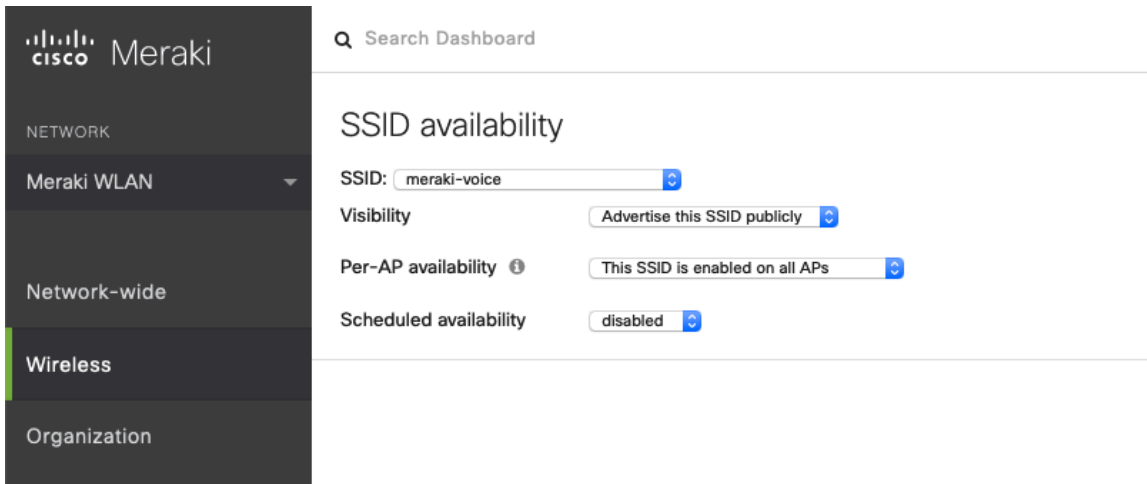 cisco Meraki
Search Dashboard
NETWORK
Meraki WLAN
Network-wide
Wireless
Organization
SSID availability
SSID: meraki-voice
Visibility Advertise this SSID publicly
Per-AP availability This SSID is enabled on all APs
Scheduled availability disabled